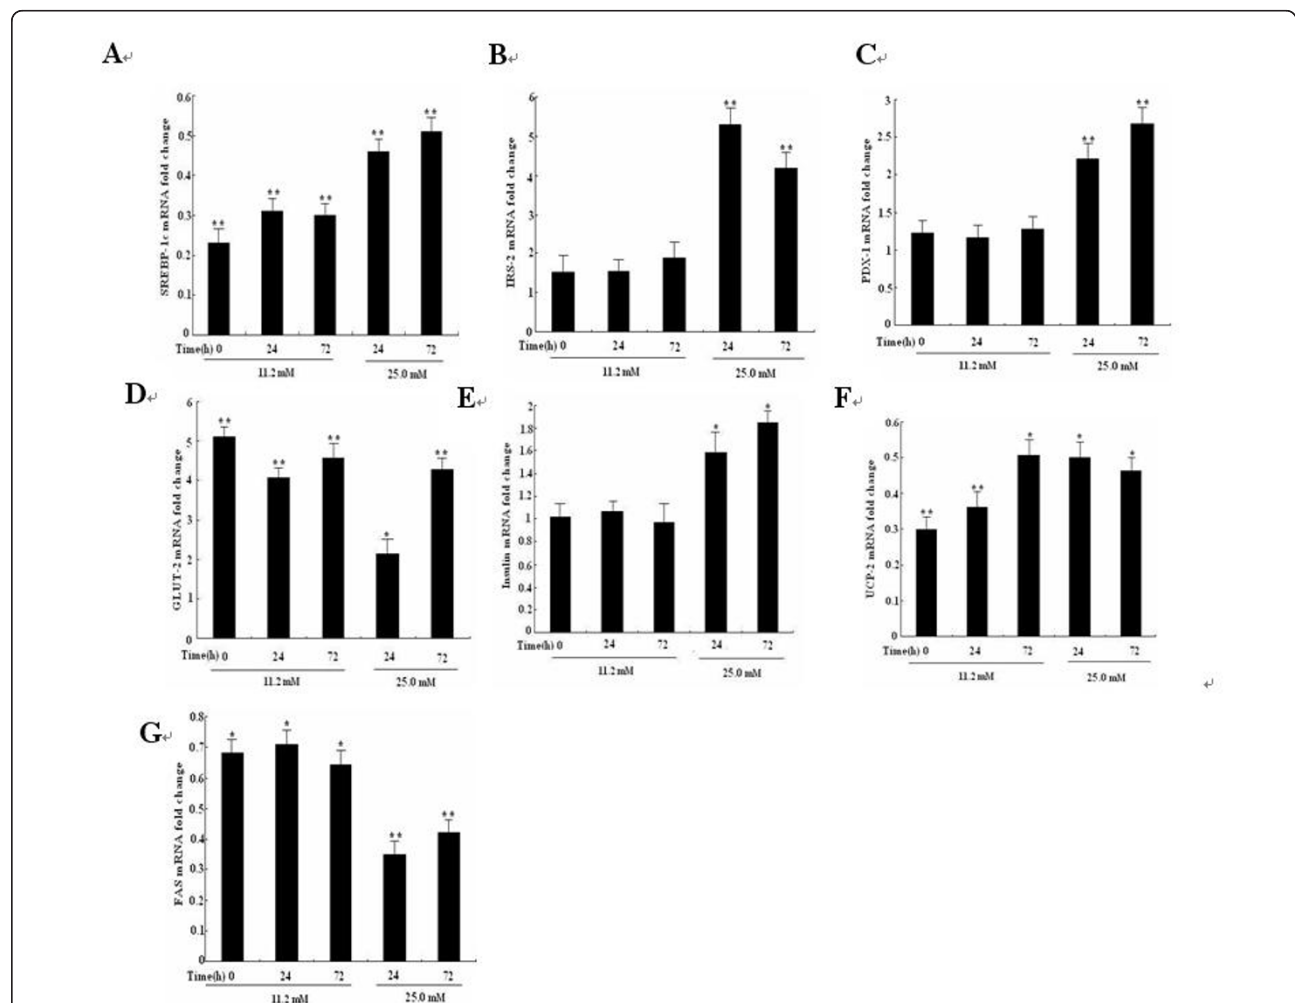 A
SREBP-1c mRNA fold change
0.6
0.5
0.4
0.3
0.2
0.1
0
** ** ** ** **
Time(h) 0 24 72 24 72
11.2 mM 25.0 mM
B
IRS-2 mRNA fold change
6
5
4
3
2
1
0
** **
Time(h) 0 24 72 24 72
11.2 mM 25.0 mM
C
PDX-1 mRNA fold change
3
2.5
2
1.5
1
0.5
0
** **
Time(h) 0 24 72 24 72
11.2 mM 25.0 mM
D
GLUT-2 mRNA fold change
6
5
4
3
2
1
0
** ** ** * **
Time(h) 0 24 72 24 72
11.2 mM 25.0 mM
E
Insulin mRNA fold change
2
1.8
1.6
1.4
1.2
1
0.8
0.6
0.4
0.2
0
* *
Time(h) 0 24 72 24 72
11.2 mM 25.0 mM
F
UCP-2 mRNA fold change
0.6
0.5
0.4
0.3
0.2
0.1
0
** ** * * *
Time(h) 0 24 72 24 72
11.2 mM 25.0 mM
G
FAS mRNA fold change
0.8
0.7
0.6
0.5
0.4
0.3
0.2
0.1
0
* * * ** **
Time(h) 0 24 72 24 72
11.2 mM 25.0 mM